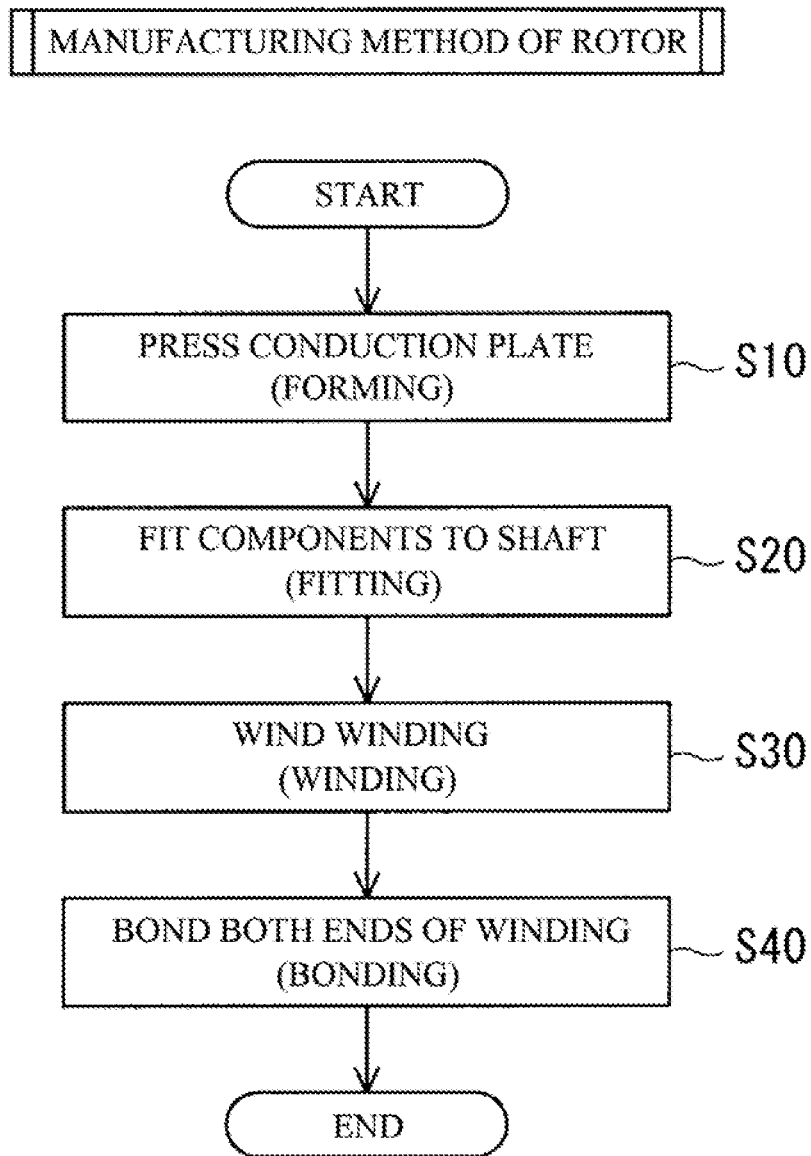 MANUFACTURING METHOD OF ROTOR
START
PRESS CONDUCTION PLATE
(FORMING)
S10
FIT COMPONENTS TO SHAFT
(FITTING)
S20
WIND WINDING
(WINDING)
S30
BOND BOTH ENDS OF WINDING
(BONDING)
S40
END